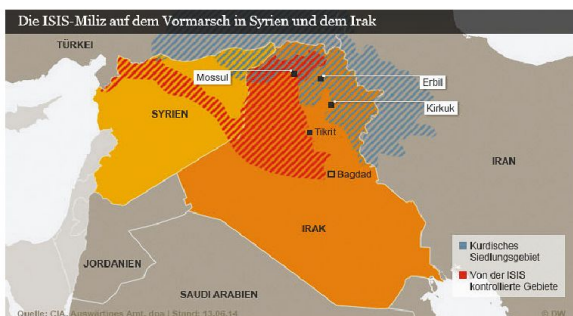 Die ISIS-Miliz auf dem Vormarsch in Syrien und dem Irak
TÜRKEI
Mossul
Erbil
Kirkuk
SYRIEN
Tikrit
IRAN
Bagdad
IRAK
JORDANIEN
SAUDI ARABIEN
Kurdisches
Siedlungsgebiet
Von der ISIS
kontrollierte Gebiete
Quelle: CIA, Auswärtiges Amt, dpa | Stand: 13.06.14
© DW